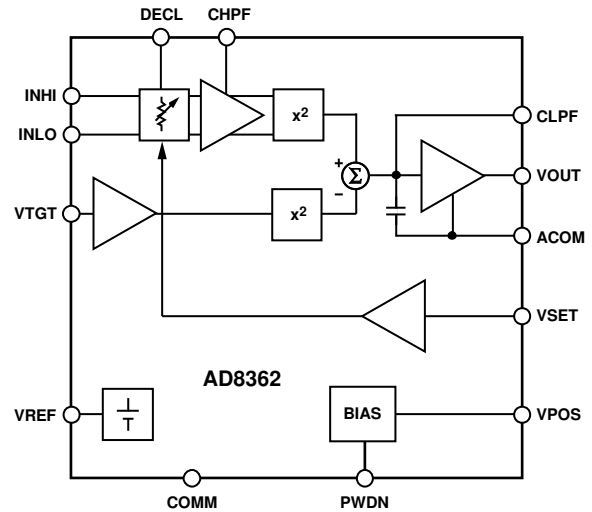 DECL CHPF
INHI
INLO
x²
CLPF
+
Σ
VOUT
−
VTGT
x²
ACOM
VSET
AD8362
VREF
BIAS
VPOS
COMM PWDN